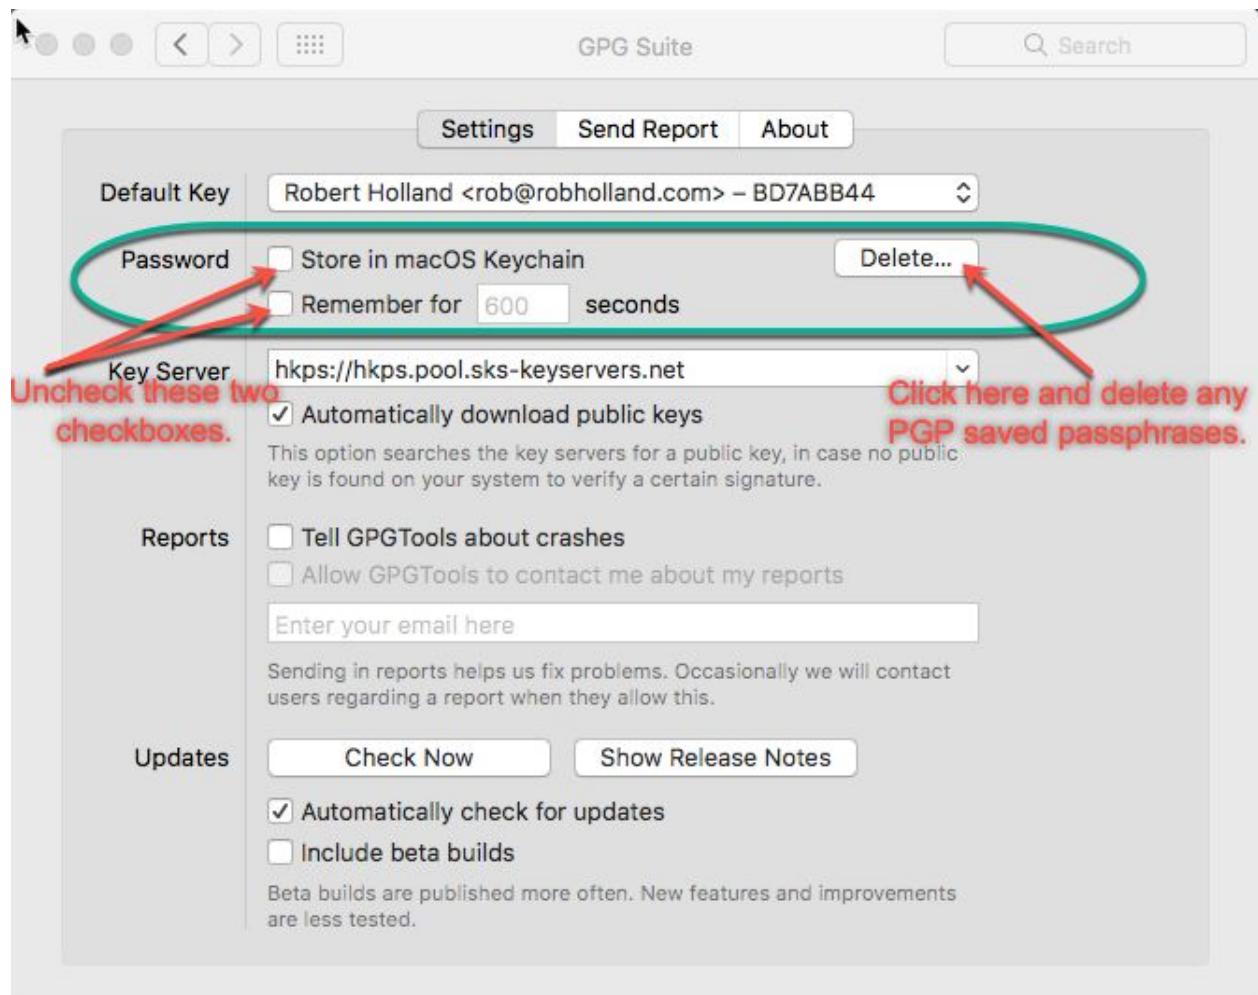 GPG Suite
Search
Settings Send Report About
Default Key Robert Holland <rob@robholland.com> – BD7ABB44
Password Store in macOS Keychain Delete...
Remember for 600 seconds
Key Server hkps://hkps.pool.sks-keyservers.net
Uncheck these two
checkboxes.
Click here and delete any
PGP saved passphrases.
Automatically download public keys
This option searches the key servers for a public key, in case no public
key is found on your system to verify a certain signature.
Reports Tell GPGTools about crashes
Allow GPGTools to contact me about my reports
Enter your email here
Sending in reports helps us fix problems. Occasionally we will contact
users regarding a report when they allow this.
Updates Check Now Show Release Notes
Automatically check for updates
Include beta builds
Beta builds are published more often. New features and improvements
are less tested.